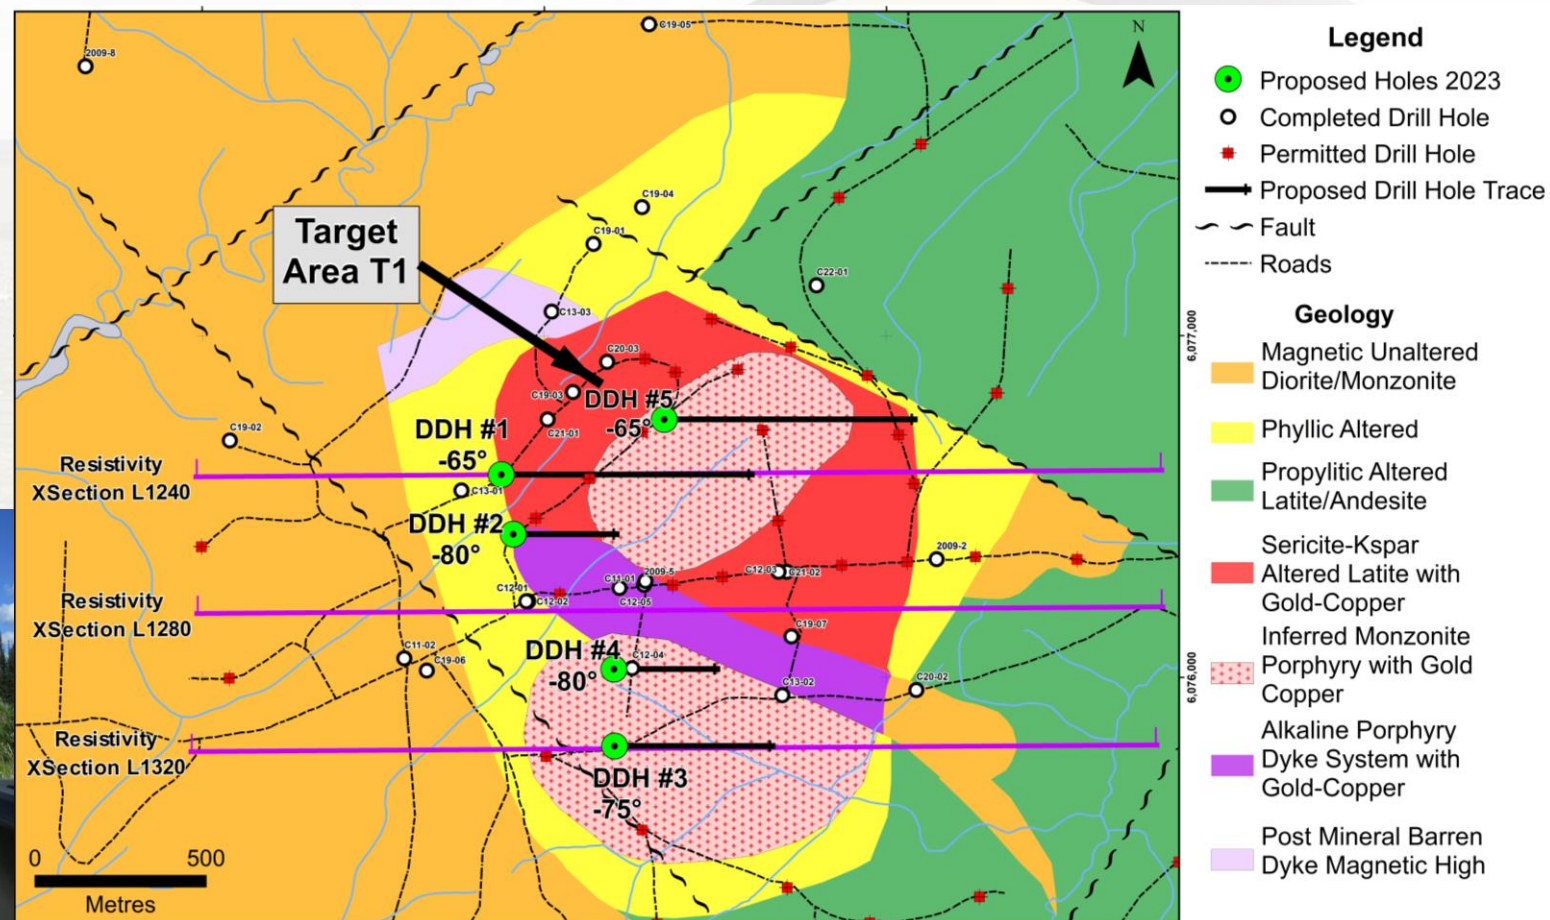 C19-05
N
2009-8
C19-04
C19-01
Target
Area T1
C22-01
C13-03
6,077,000
C20-03
C19-03
DDH #5
-65°
C21-01
DDH #1
-65°
C19-02
Resistivity
XSection L1240
C13-01
DDH #2
-80°
2009-2
C12-03
C21-02
2009-5
C11-01
C12-01
C12-02
C12-05
Resistivity
XSection L1280
C19-07
C11-02
C19-06
DDH #4
-80°
C12-04
C13-02
C20-02
6,076,000
Resistivity
XSection L1320
DDH #3
-75°
0 500
Metres
Legend
Proposed Holes 2023
Completed Drill Hole
Permitted Drill Hole
Proposed Drill Hole Trace
Fault
Roads
Geology
Magnetic Unaltered
Diorite/Monzonite
Phyllic Altered
Propylitic Altered
Latite/Andesite
Sericite-Kspar
Altered Latite with
Gold-Copper
Inferred Monzonite
Porphyry with Gold
Copper
Alkaline Porphyry
Dyke System with
Gold-Copper
Post Mineral Barren
Dyke Magnetic High